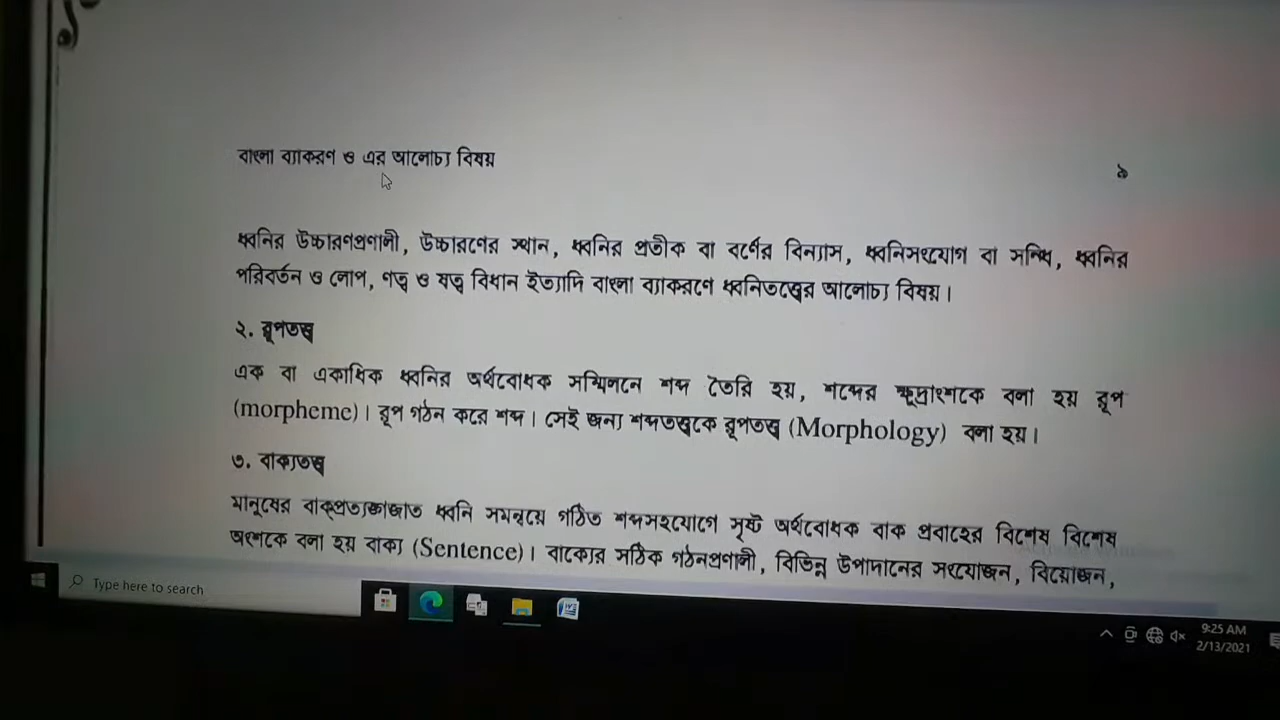 বাংলা ব্যাকরণ ও এর আলোচ্য বিষয়
৯
ধ্বনির উচ্চারণপ্রণালী, উচ্চারণের স্থান, ধ্বনির প্রতীক বা বর্ণের বিন্যাস, ধ্বনিসংযোগ বা সন্ধি, ধ্বনির
পরিবর্তন ও লোপ, ণত্ব ও ষত্ব বিধান ইত্যাদি বাংলা ব্যাকরণে ধ্বনিতত্ত্বের আলোচ্য বিষয়।
২. রূপতত্ত্ব
এক বা একাধিক ধ্বনির অর্থবোধক সম্মিলনে শব্দ তৈরি হয়, শব্দের ক্ষুদ্রাংশকে বলা হয় রূপ
(morpheme)। রূপ গঠন করে শব্দ। সেই জন্য শব্দতত্ত্বকে রূপতত্ত্ব (Morphology) বলা হয়।
৩. বাক্যতত্ত্ব
মানুষের বাক্‌প্রত্যঙ্গজাত ধ্বনি সমন্বয়ে গঠিত শব্দসহযোগে সৃষ্ট অর্থবোধক বাক প্রবাহের বিশেষ বিশেষ
অংশকে বলা হয় বাক্য (Sentence)। বাক্যের সঠিক গঠনপ্রণালী, বিভিন্ন উপাদানের সংযোজন, বিয়োজন,
Type here to search
9:25 AM
2/13/2021